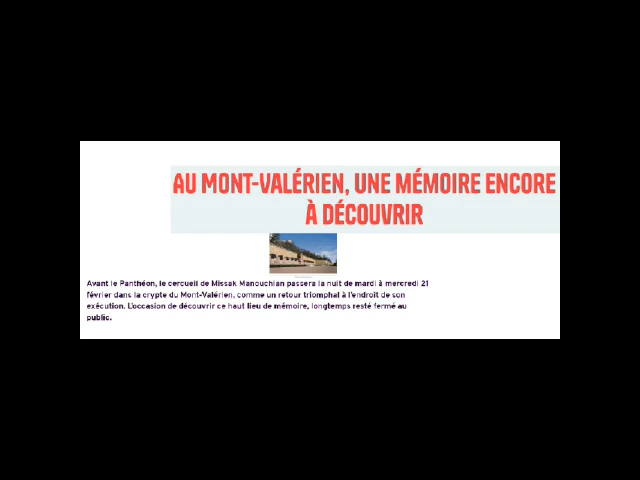 AU MONT-VALÉRIEN, UNE MÉMOIRE ENCORE
À DÉCOUVRIR
Avant le Panthéon, le cercueil de Missak Manouchian passera la nuit de mardi à mercredi 21
février dans la crypte du Mont-Valérien, comme un retour triomphal à l'endroit de son
exécution. L'occasion de découvrir ce haut lieu de mémoire, longtemps resté fermé au
public.